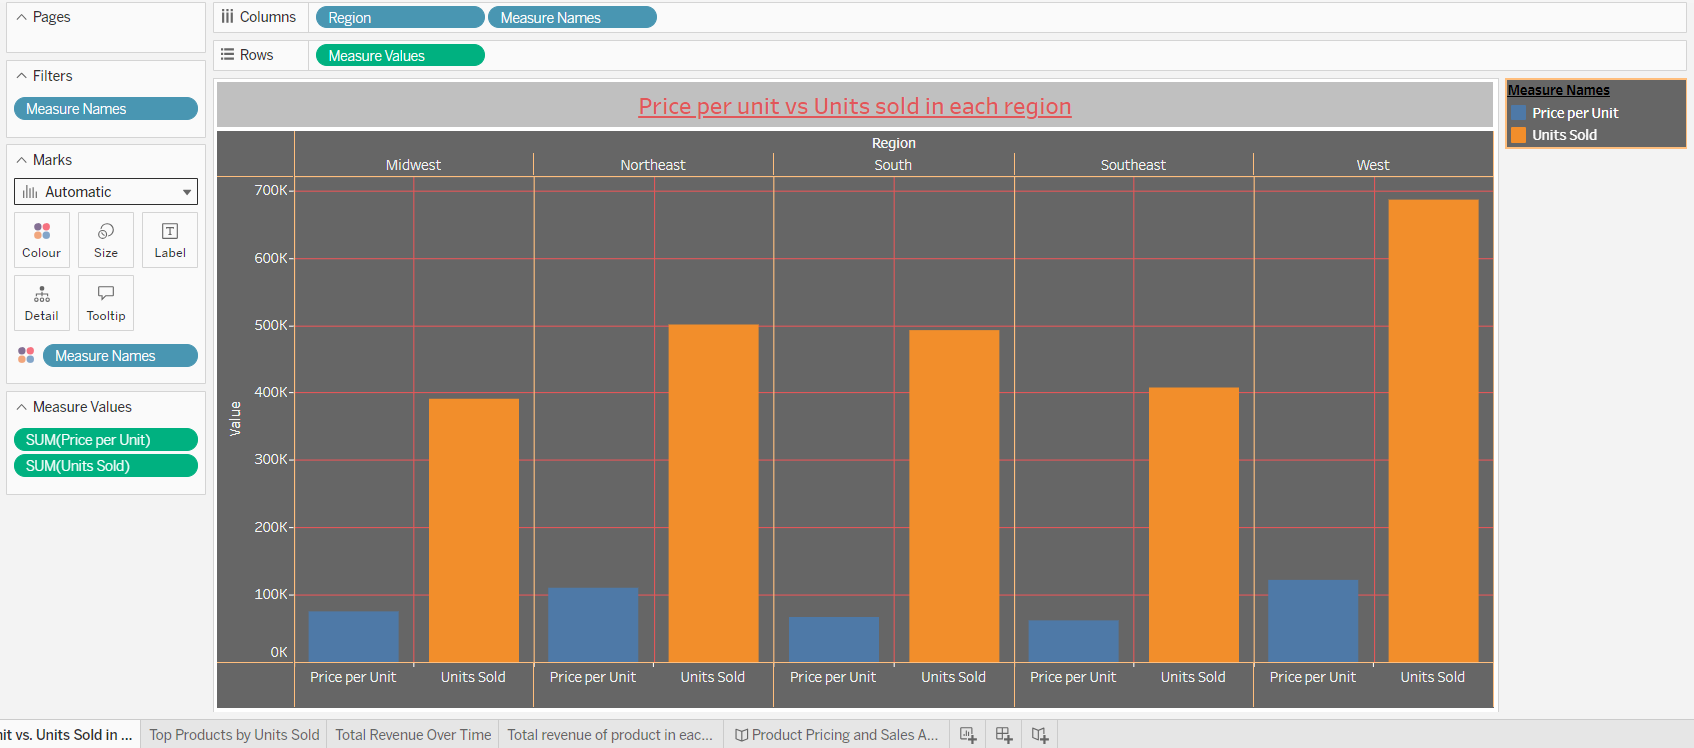 Pages
Filters
Measure Names
Marks
Automatic
Colour Size Label
Detail Tooltip
Measure Names
Measure Values
SUM(Price per Unit)
SUM(Units Sold)
Columns Region Measure Names
Rows Measure Values
Price per unit vs Units sold in each region
Region
Midwest Northeast South Southeast West
700K
600K
500K
400K
300K
200K
100K
0K
Value
Price per Unit Units Sold Price per Unit Units Sold Price per Unit Units Sold Price per Unit Units Sold Price per Unit Units Sold
Measure Names
Price per Unit
Units Sold
nit vs. Units Sold in ... Top Products by Units Sold Total Revenue Over Time Total revenue of product in eac... Product Pricing and Sales A...